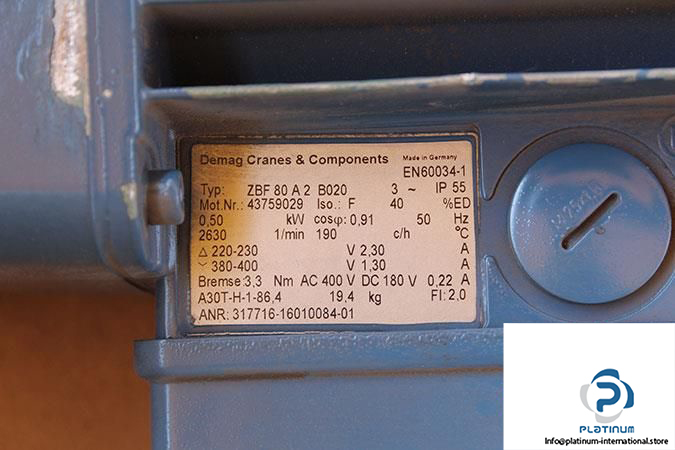 Demag Cranes & Components Made in Germany
EN60034-1
Typ: ZBF 80 A 2 B020 3 ~ IP 55
Mot.Nr.: 43759029 Iso.: F 40 %ED
0,50 kW cosφ: 0,91 50 Hz
2630 1/min 190 c/h °C
△ 220-230 V 2,30 A
380-400 V 1,30 A
Bremse:3,3 Nm AC 400 V DC 180 V 0,22 A
A30T-H-1-86,4 19,4 kg FI: 2,0
ANR: 317716-16010084-01
M25x1,5
PLATINUM
Info@platinum-international.store